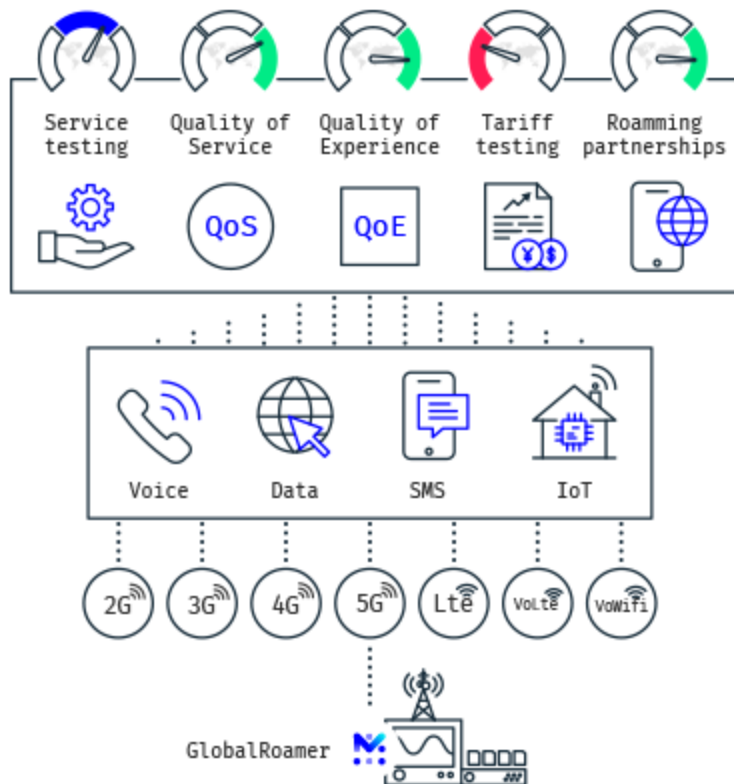 Service testing
Quality of Service
Quality of Experience
Tariff testing
Roamming partnerships
QoS
QoE
¥ $
Voice
Data
SMS
IoT
2G
3G
4G
5G
Lte
VoLte
VoWifi
GlobalRoamer